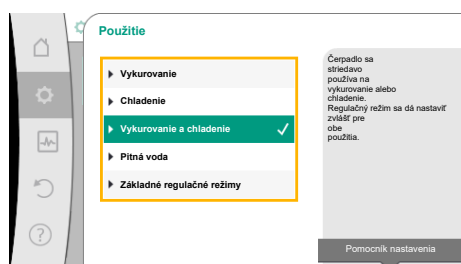 Použitie
Vykurovanie
Chladenie
Vykurovanie a chladenie
Pitná voda
Základné regulačné režimy
Čerpadlo sa
striedavo
používa na
vykurovanie alebo
chladenie.
Regulačný režim sa dá nastaviť
zvlášť pre
obe
použitia.
Pomocník nastavenia